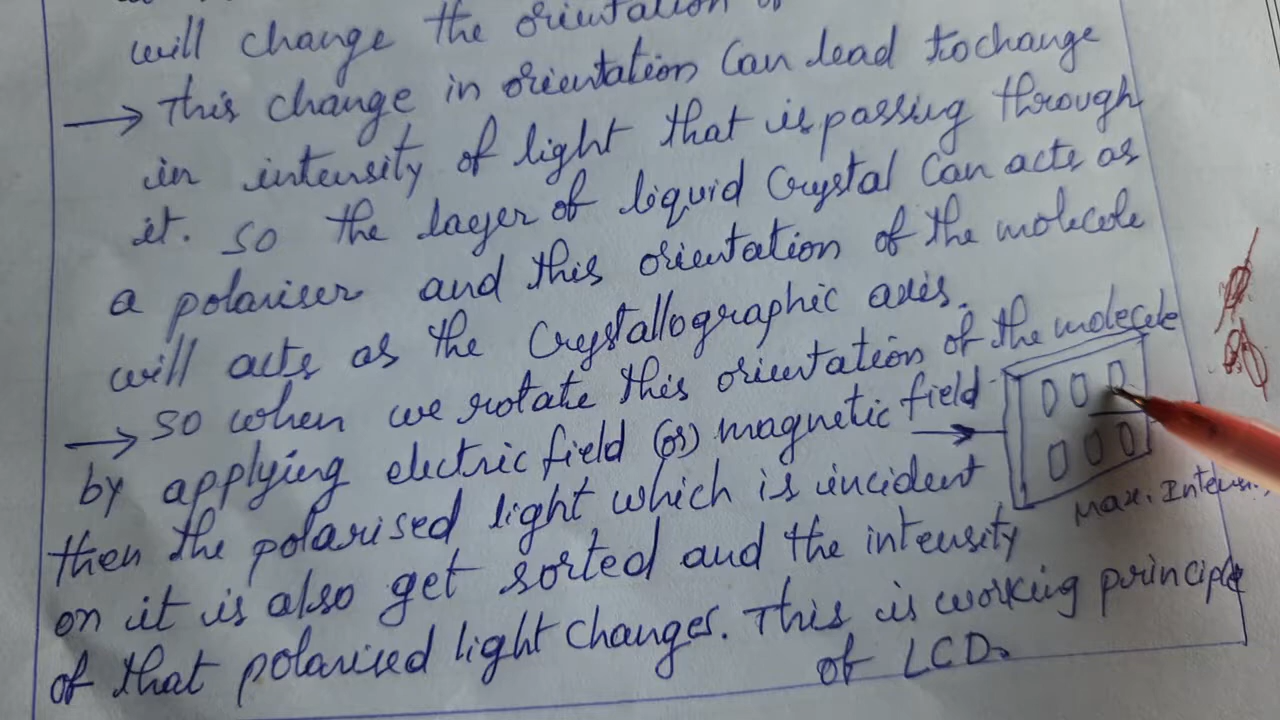 will change the orientation of
→ This change in orientation Can lead to change
in intensity of light that is passing through
it. So the layer of liquid Crystal Can acts as
a polariser and this orientation of the molecule
will acts as the Crystallographic axis.
→ So when we rotate this orientation of the molecule
by applying electric field (or) magnetic field
then the polarised light which is incident
on it is also get sorted and the intensity
Max. Intensi
of that polarised light changes. This is working principle
of LCD.